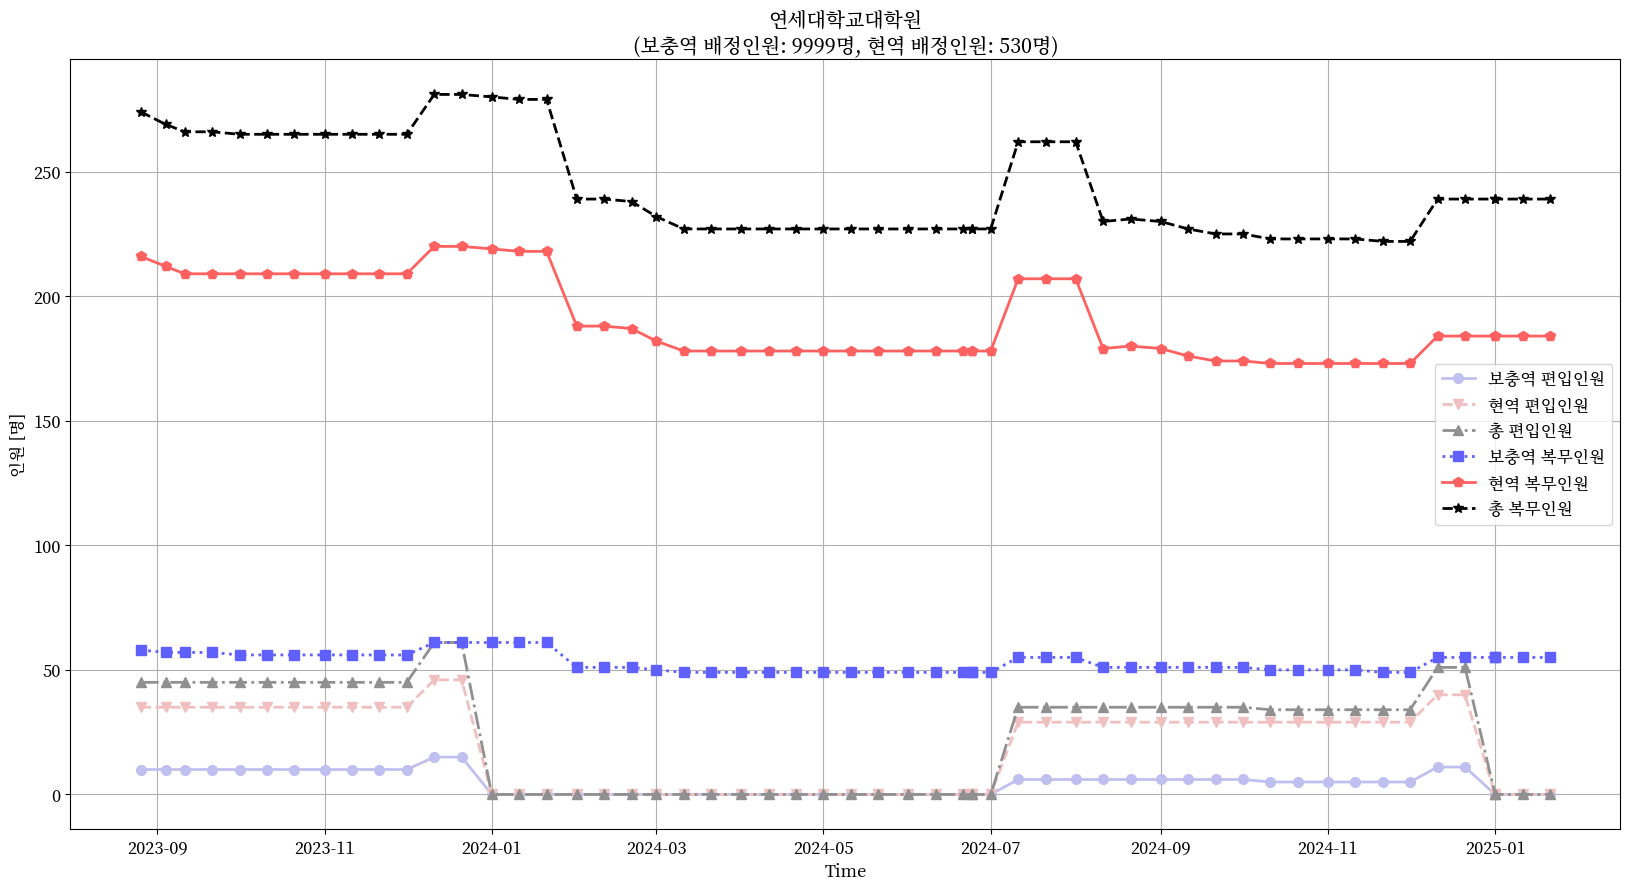 연세대학교대학원
(보충역 배정인원: 9999명, 현역 배정인원: 530명)
인원 [명]
250
200
150
100
50
0
보충역 편입인원
현역 편입인원
총 편입인원
보충역 복무인원
현역 복무인원
총 복무인원
2023-09
2023-11
2024-01
2024-03
2024-05
2024-07
2024-09
2024-11
2025-01
Time